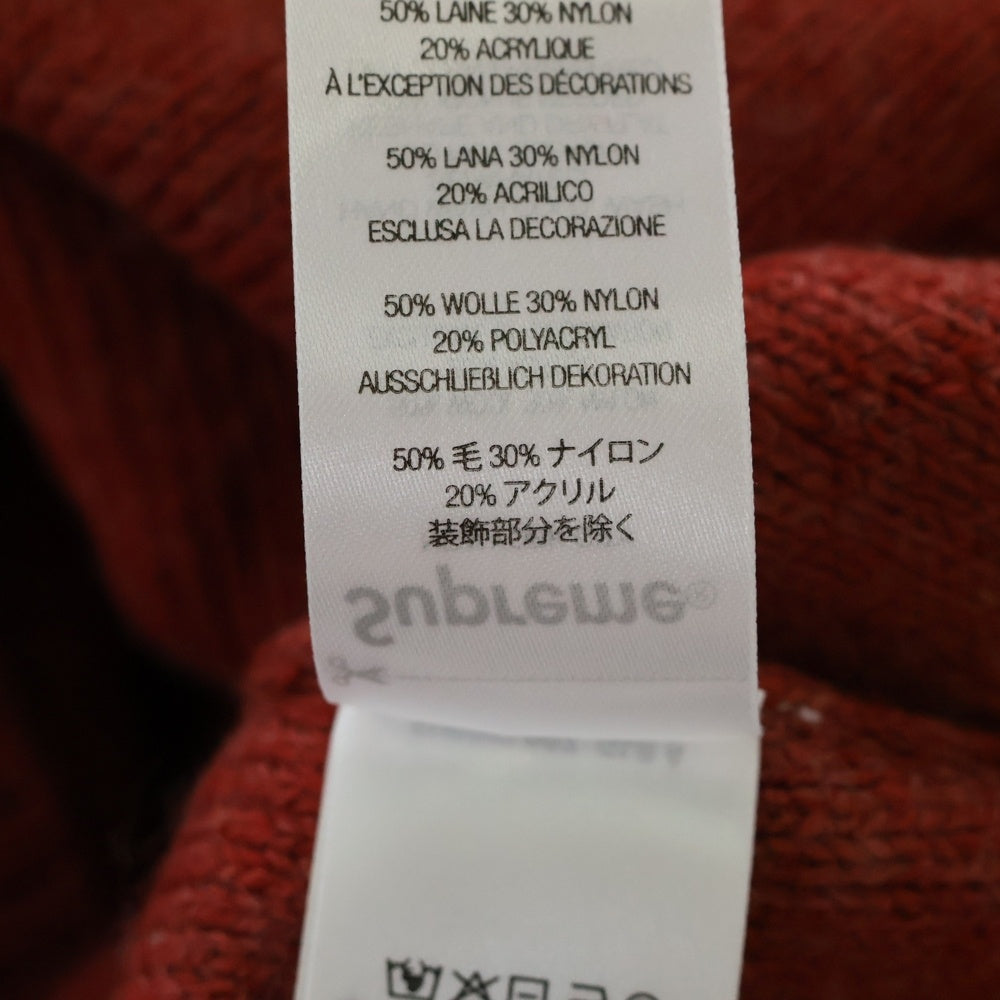 50% LAINE 30% NYLON
20% ACRYLIQUE
À L'EXCEPTION DES DÉCORATIONS
50% LANA 30% NYLON
20% ACRILICO
ESCLUSA LA DECORAZIONE
50% WOLLE 30% NYLON
20% POLYACRYL
AUSSCHLIEßLICH DEKORATION
50% 毛 30% ナイロン
20% アクリル
装飾部分を除く
Supreme®